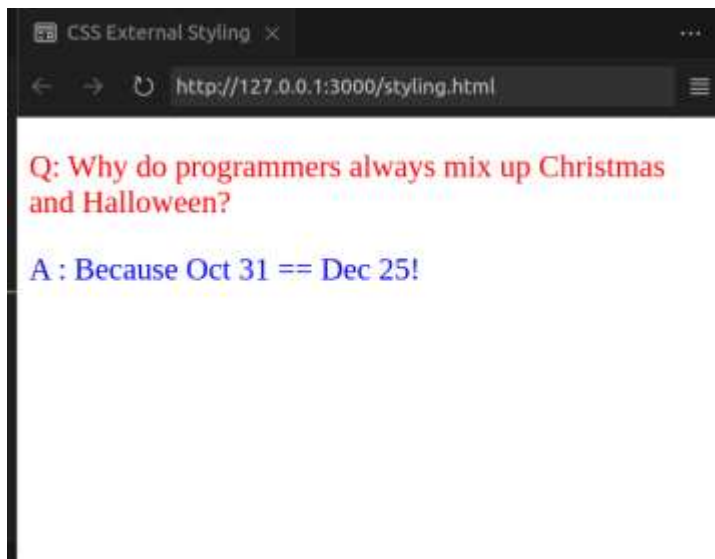 CSS External Styling
http://127.0.0.1:3000/styling.html
Q: Why do programmers always mix up Christmas
and Halloween?
A : Because Oct 31 == Dec 25!